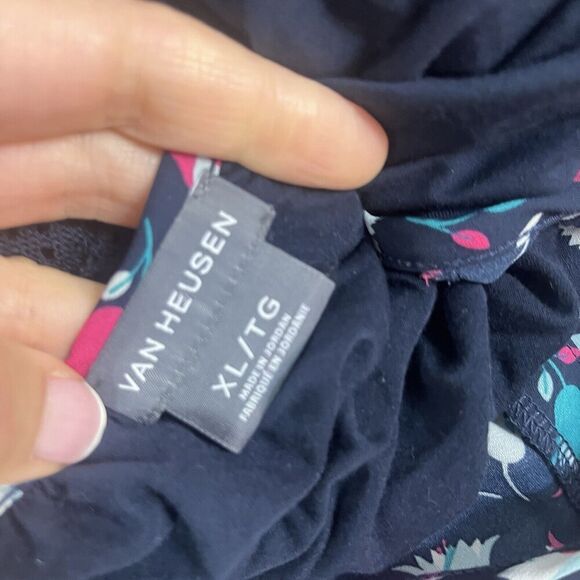 VAN HEUSEN
XL/TG
MADE IN JORDAN
FABRIQUE EN JORDANIE